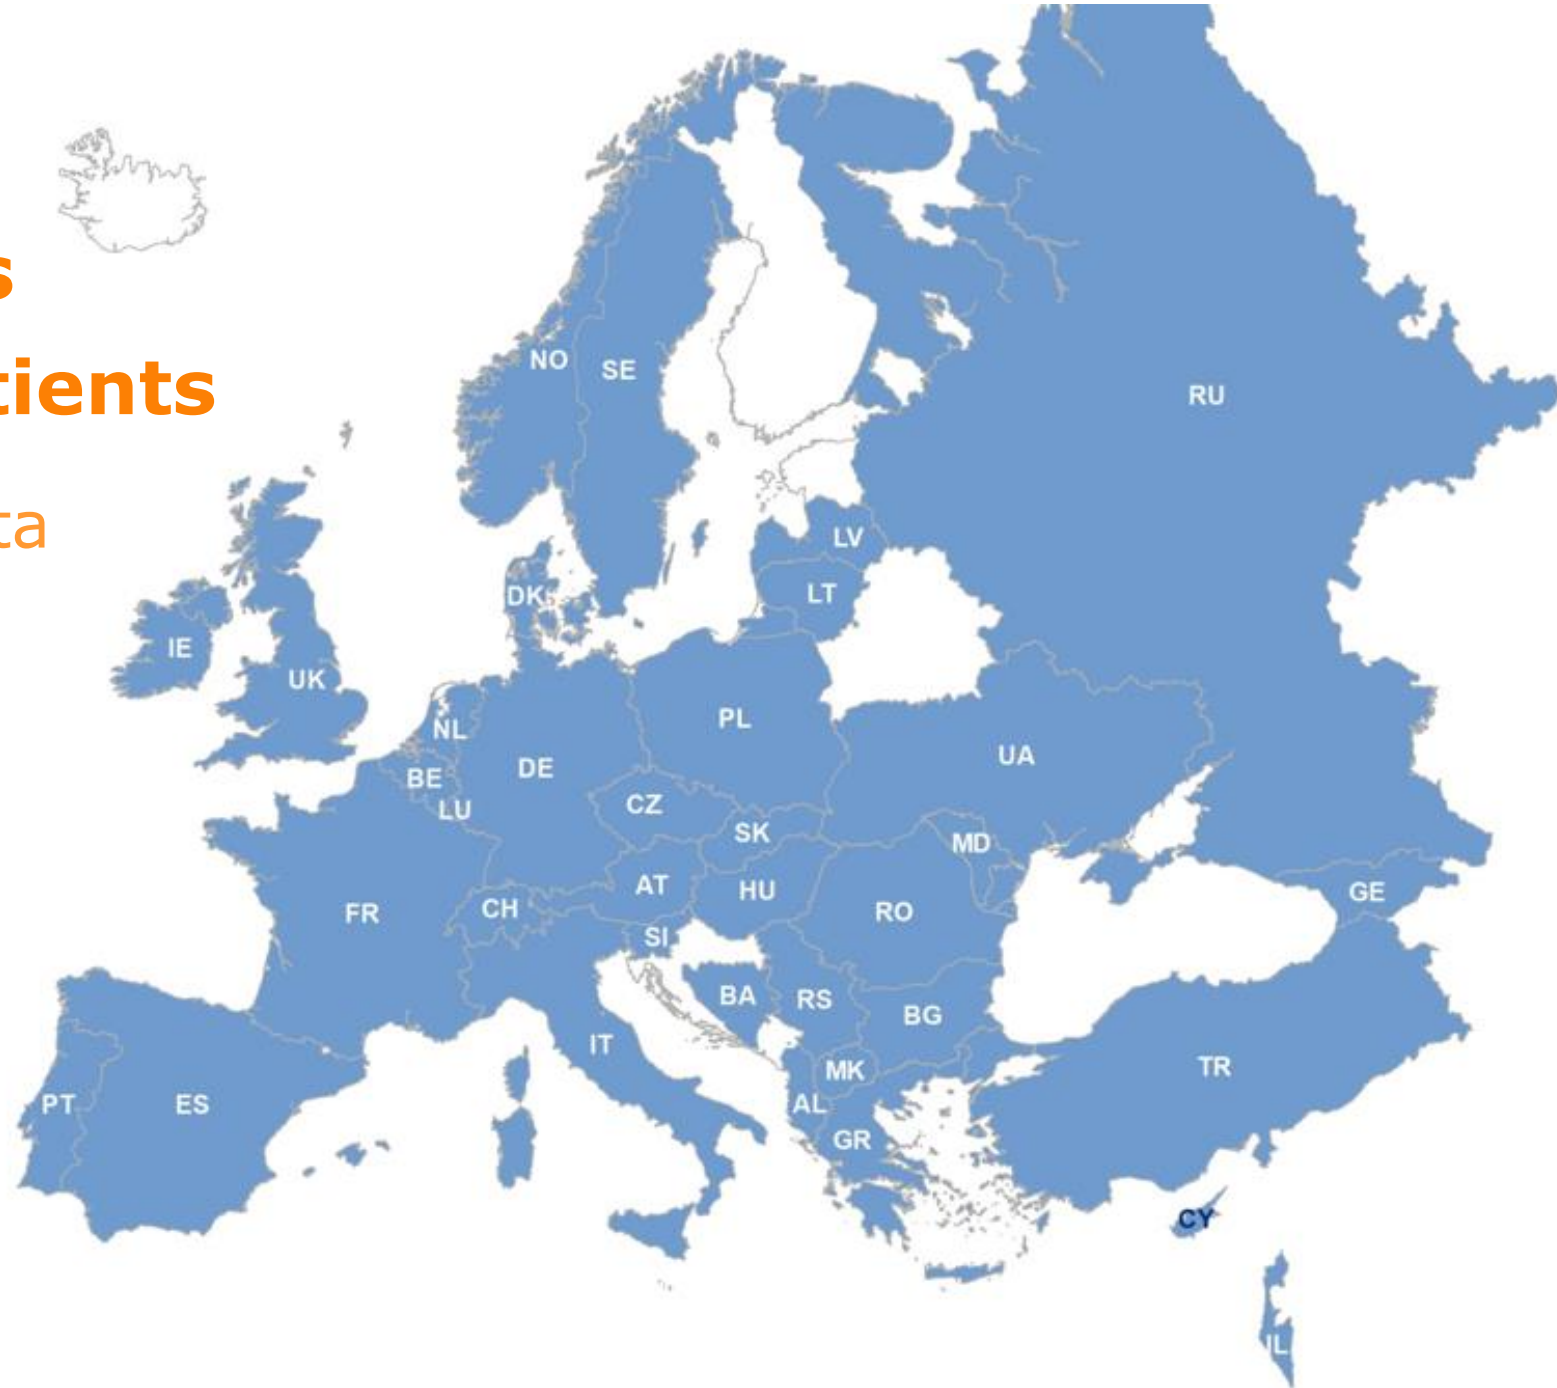 s
tients
ta
NO
SE
RU
LV
LT
DK
IE
UK
NL
PL
BE
DE
UA
LU
CZ
SK
MD
AT
HU
CH
FR
RO
GE
SI
BA
RS
BG
IT
MK
TR
PT
ES
AL
GR
CY
IL